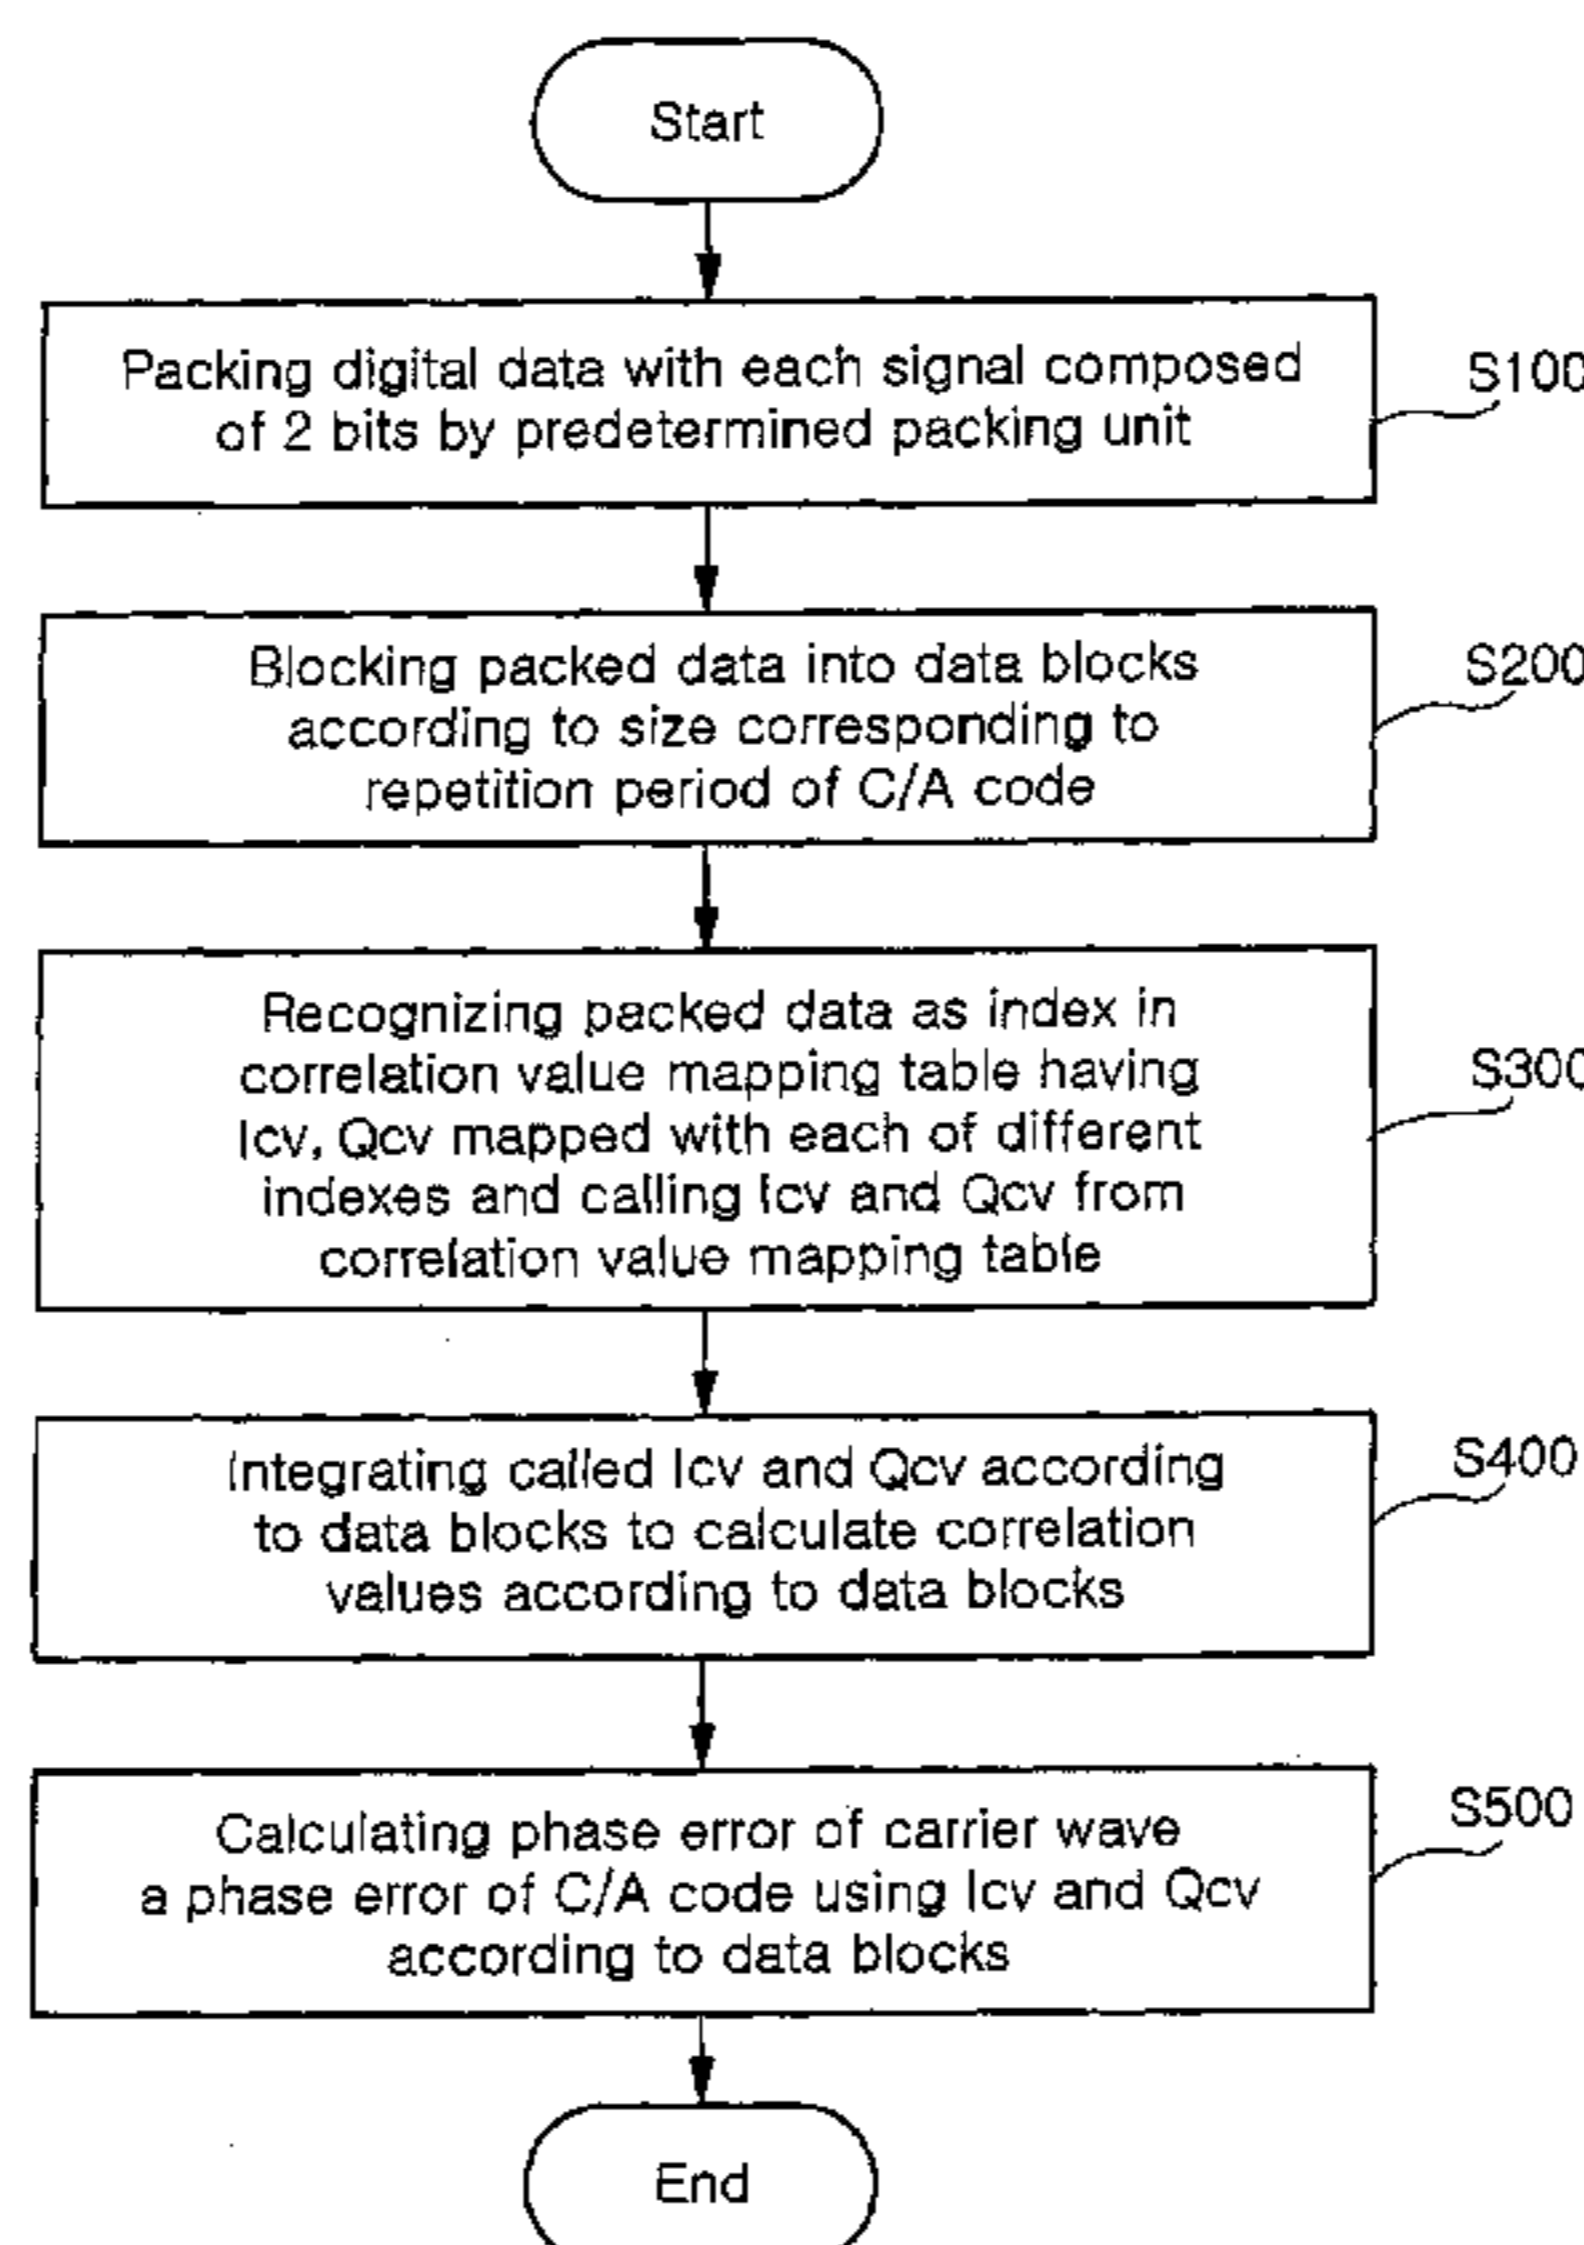 Start
Packing digital data with each signal composed
of 2 bits by predetermined packing unit
S100
Blocking packed data into data blocks
according to size corresponding to
repetition period of C/A code
S200
Recognizing packed data as index in
correlation value mapping table having
Icv, Qcv mapped with each of different
indexes and calling Icv and Qcv from
correlation value mapping table
S300
Integrating called Icv and Qcv according
to data blocks to calculate correlation
values according to data blocks
S400
Calculating phase error of carrier wave
a phase error of C/A code using Icv and Qcv
according to data blocks
S500
End